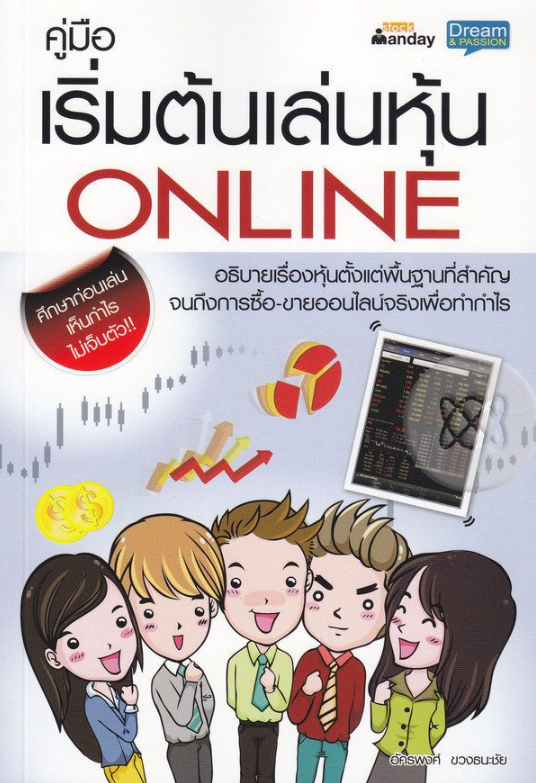 คู่มือ
stock
manday
Dream
& PASSION
เริ่มต้นเล่นหุ้น
ONLINE
อธิบายเรื่องหุ้นตั้งแต่พื้นฐานที่สำคัญ
จนถึงการซื้อ-ขายออนไลน์จริงเพื่อทำกำไร
ศึกษาก่อนเล่น
เห็นกำไร
ไม่เจ็บตัว!!
อัครพงศ์ ขวงธนะชัย